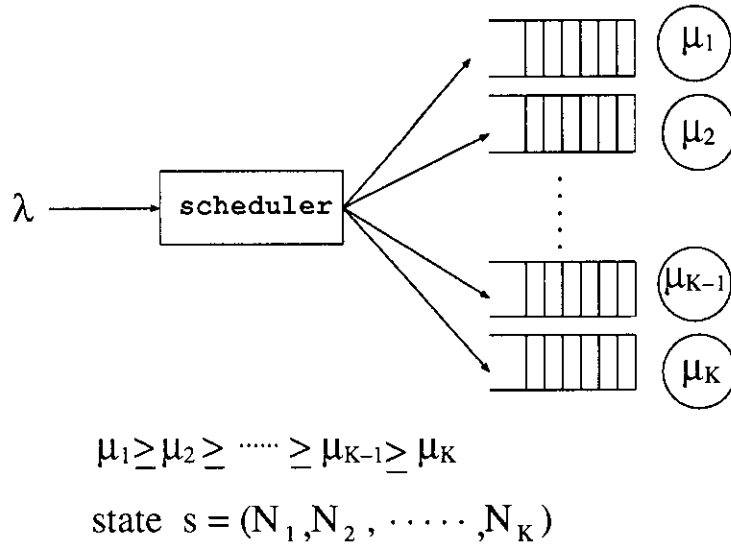 μ1
μ2
λ
scheduler
μK−1
μK
μ1 ≥ μ2 ≥ ······ ≥ μK−1 ≥ μK
state s = (N1,N2 , · · · · · ,NK)